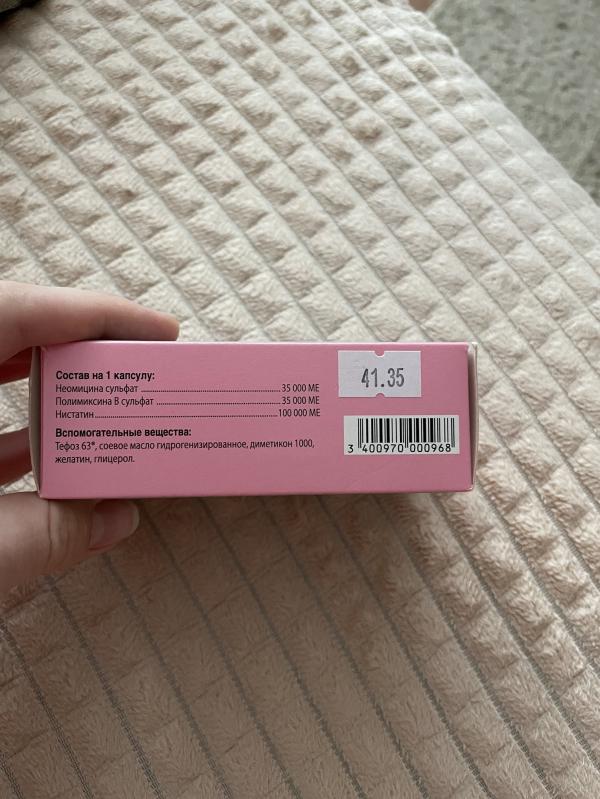 Состав на 1 капсулу:
Неомицина сульфат ........ 35 000 МЕ
Полимиксина В сульфат ........ 35 000 МЕ
Нистатин ........ 100 000 МЕ
Вспомогательные вещества:
Тефоз 63*, соевое масло гидрогенизированное, диметикон 1000,
желатин, глицерол.
41.35
3 400970 000968